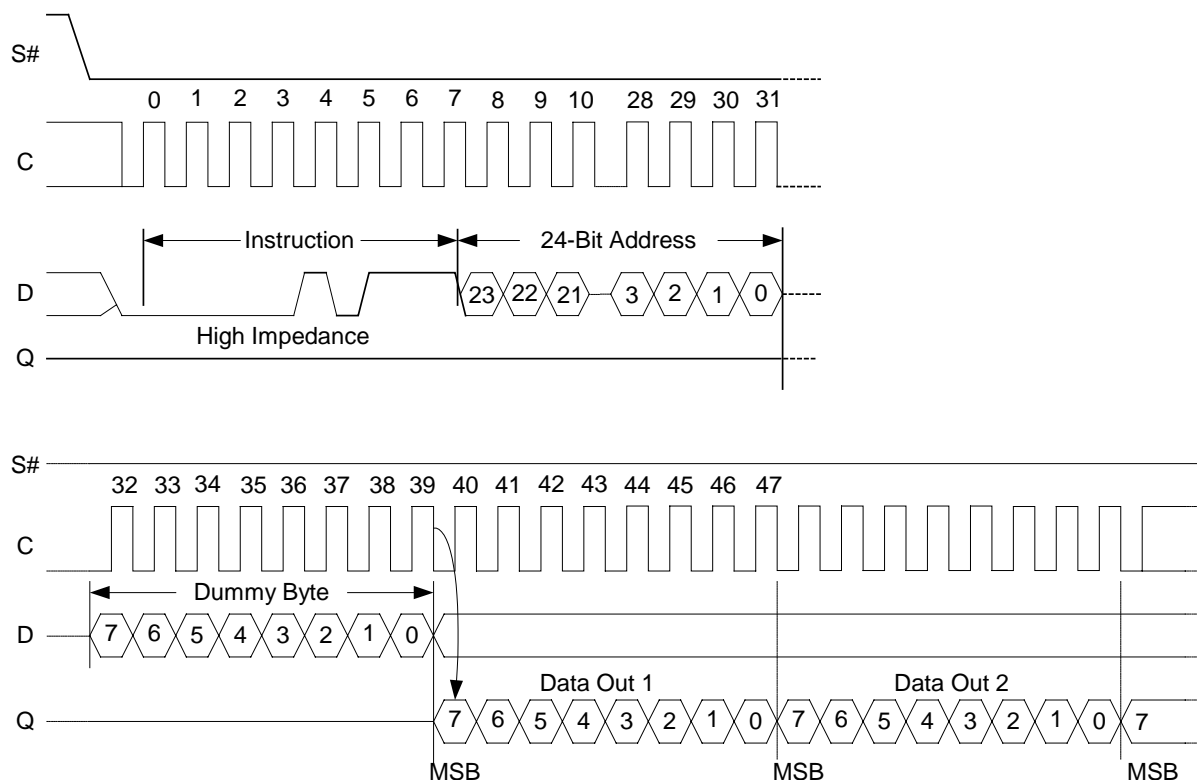 S#
0 1 2 3 4 5 6 7 8 9 10 28 29 30 31
C
Instruction 24-Bit Address
D 23 22 21 3 2 1 0
High Impedance
Q
S#
32 33 34 35 36 37 38 39 40 41 42 43 44 45 46 47
C
Dummy Byte
D 7 6 5 4 3 2 1 0
Data Out 1 Data Out 2
Q 7 6 5 4 3 2 1 0 7 6 5 4 3 2 1 0 7
MSB MSB MSB